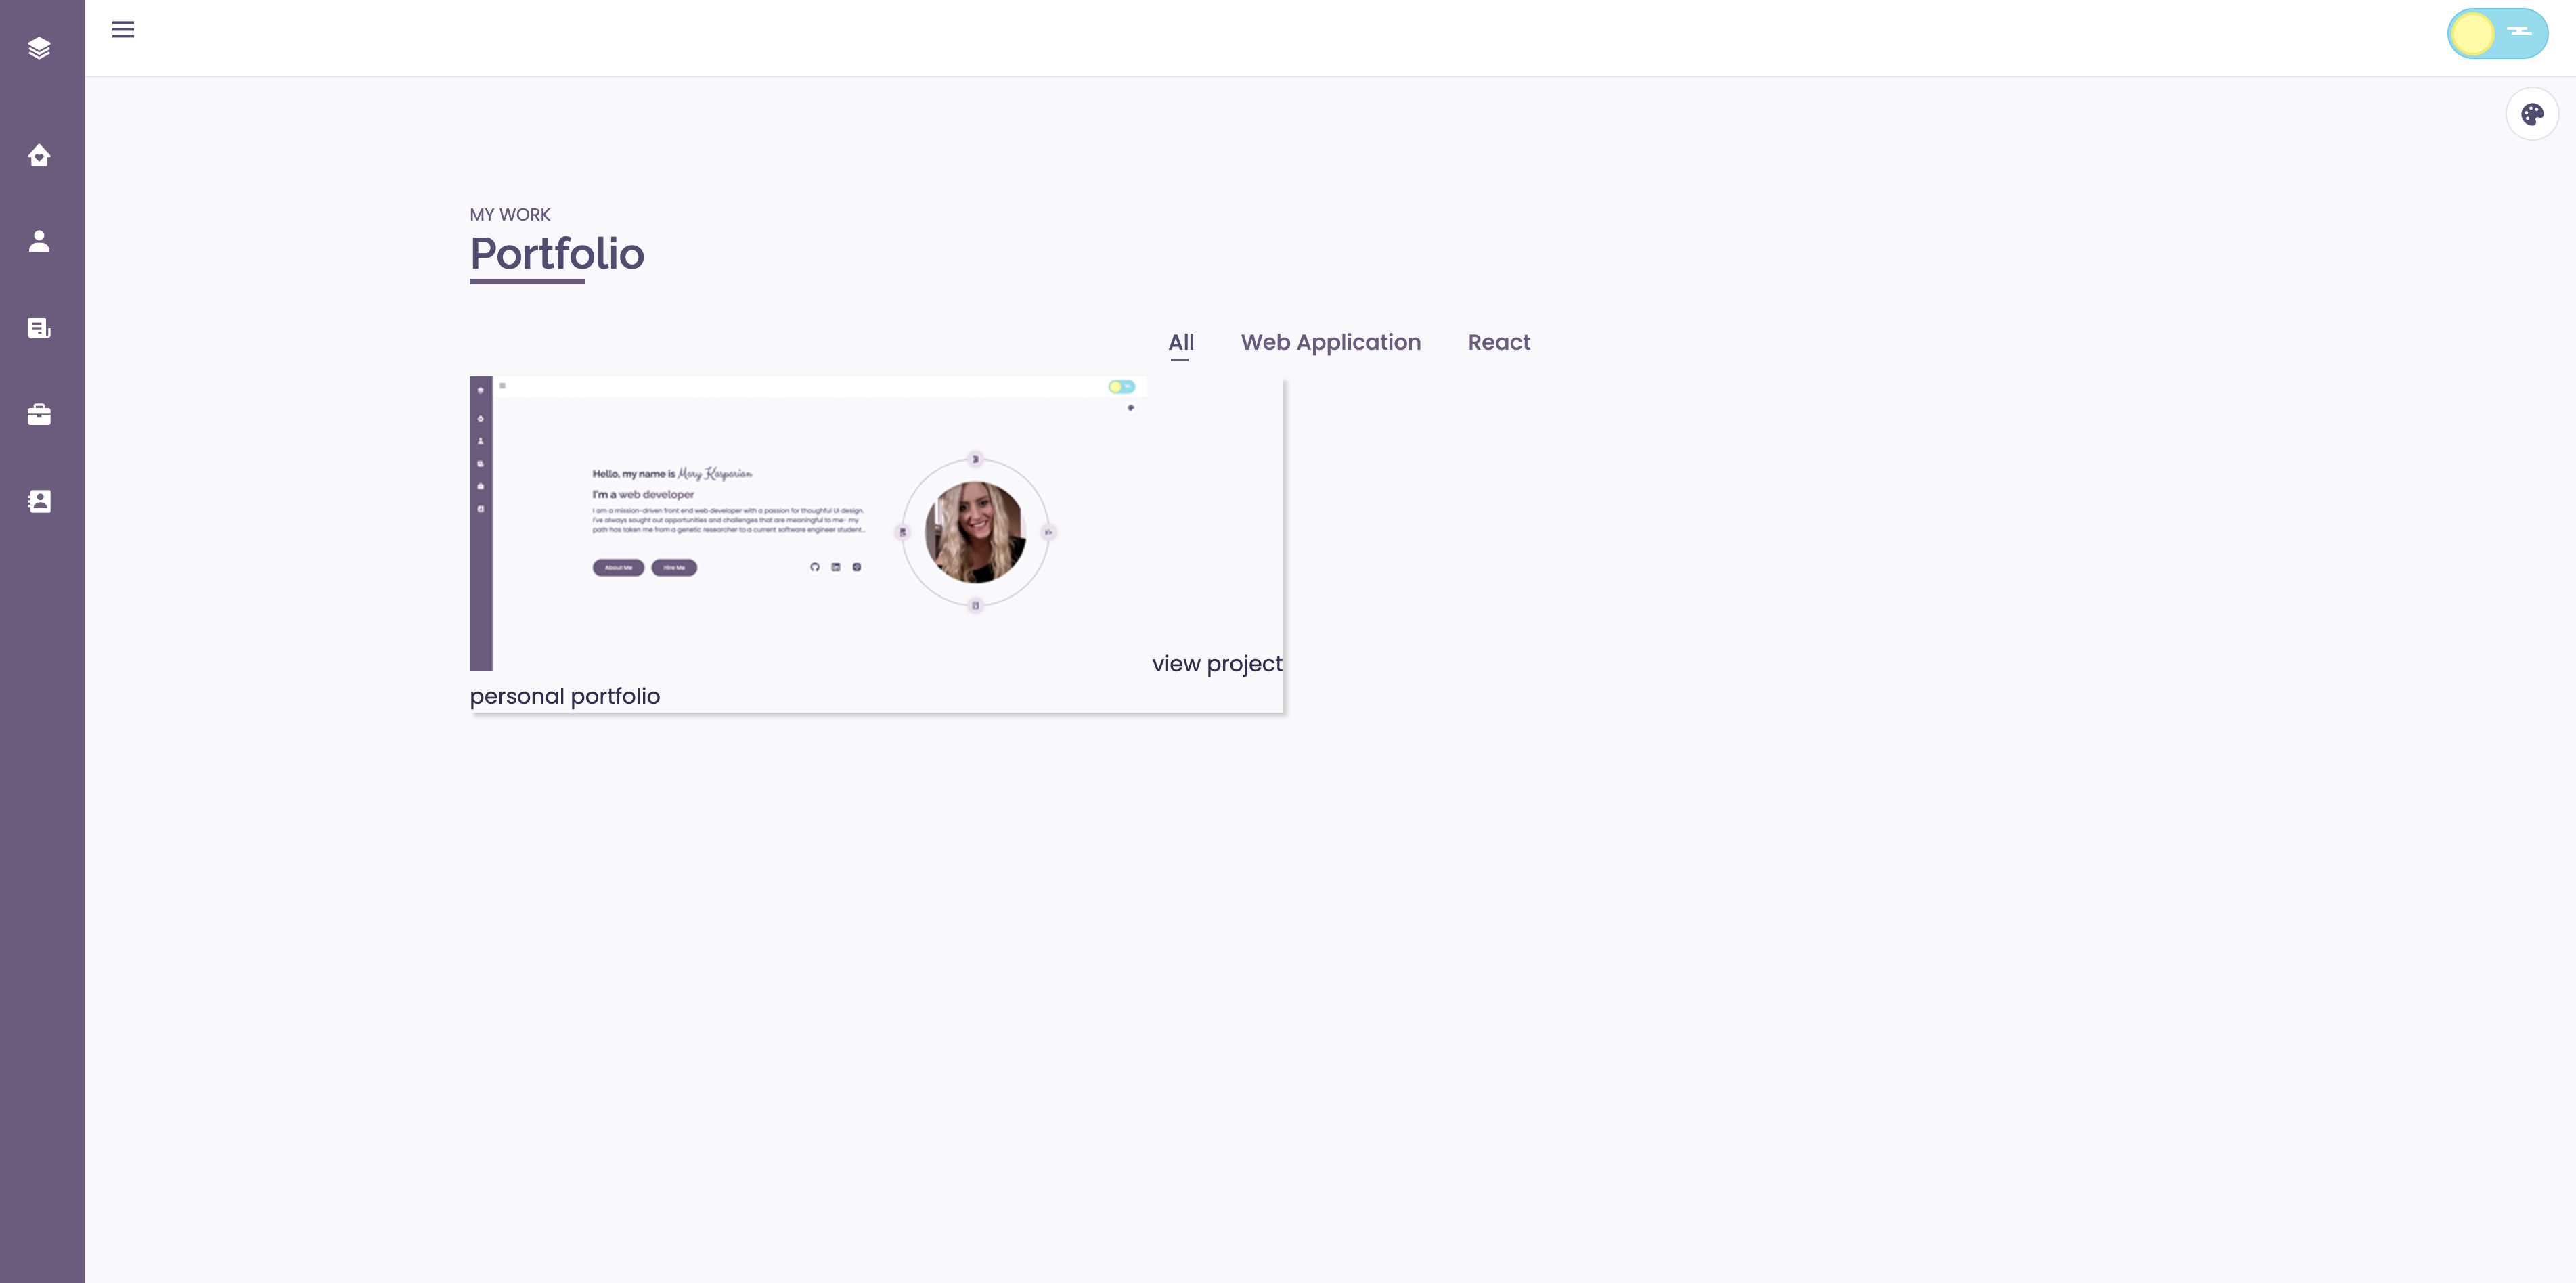 MY WORK
Portfolio
All
Web Application
React
Hello, my name is Mary Kasparian
I'm a web developer
I am a mission-driven front end web developer with a passion for thoughtful UI design.
I've always sought out opportunities and challenges that are meaningful to me- my
path has taken me from a genetic researcher to a current software engineer student...
About Me
Hire Me
view project
personal portfolio